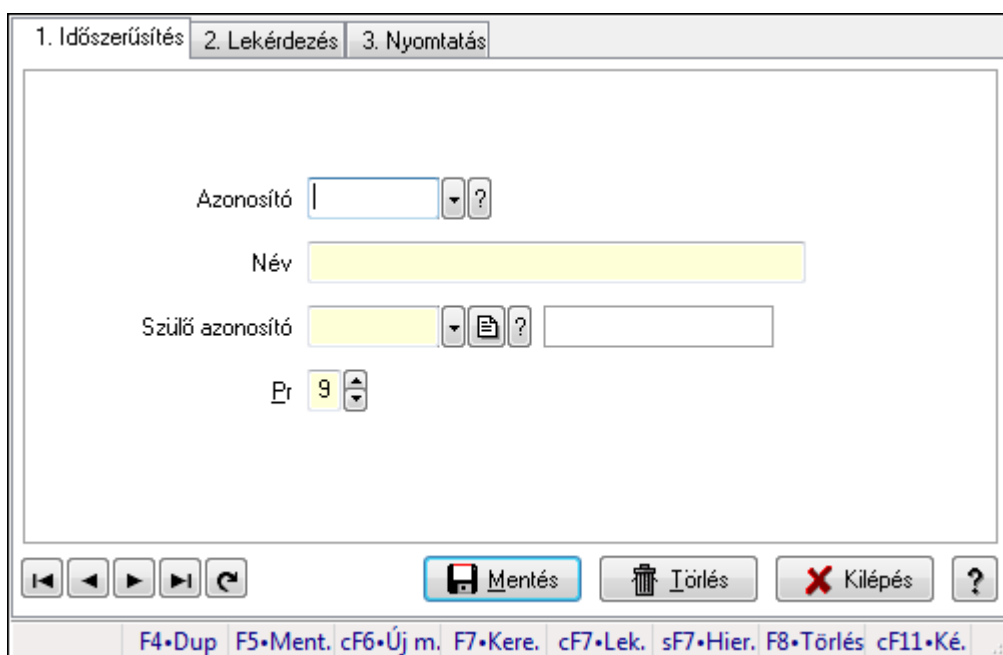 1. Időszerűsítés 2. Lekérdezés 3. Nyomtatás
Azonosító ?
Név
Szülő azonosító ?
Pr 9
Mentés Törlés Kilépés ?
F4•Dup F5•Ment. cF6•Új m. F7•Kere. cF7•Lek. sF7•Hier. F8•Törlés cF11•Ké.